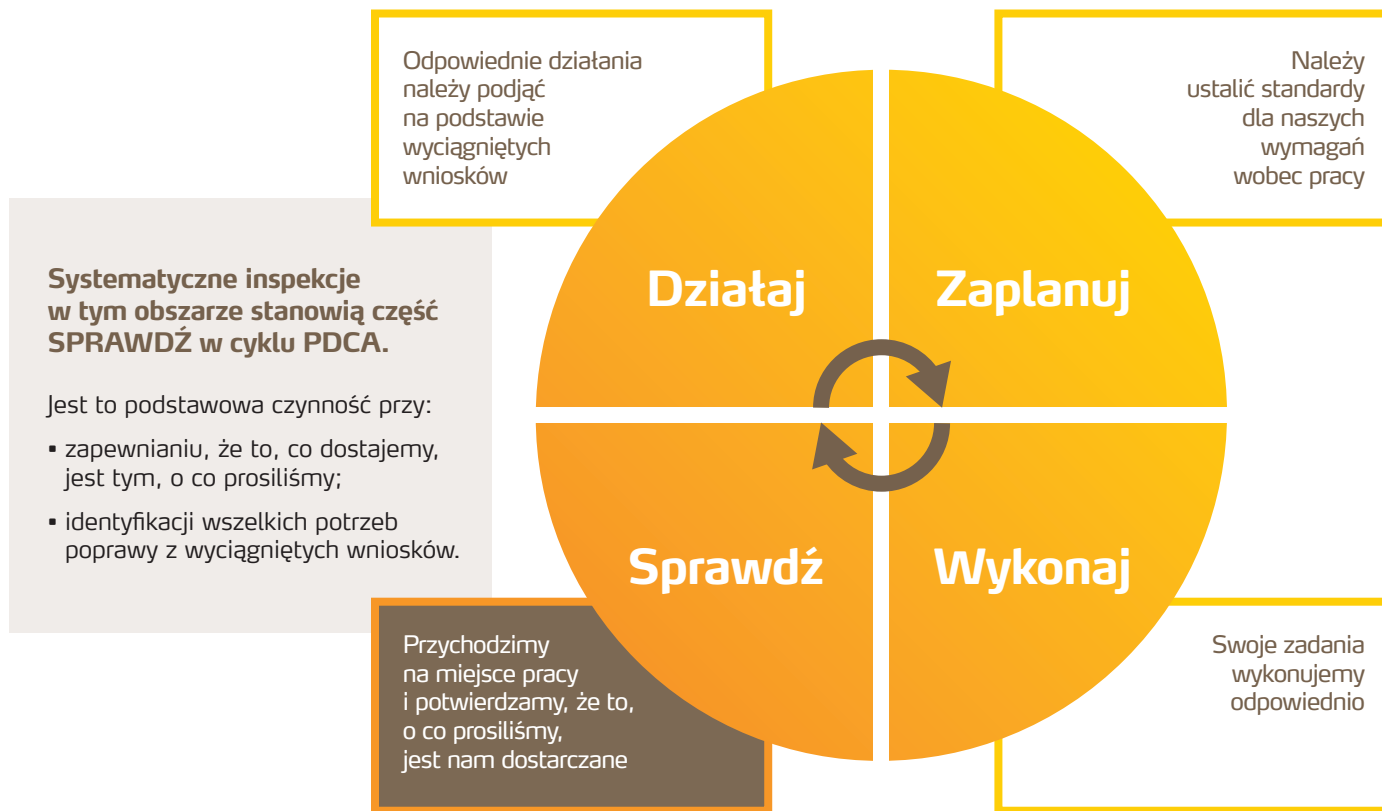 Odpowiednie działania
należy podjąć
na podstawie
wyciągniętych
wniosków
Należy
ustalić standardy
dla naszych
wymagań
wobec pracy
Systematyczne inspekcje
w tym obszarze stanowią część
SPRAWDŹ w cyklu PDCA.
Jest to podstawowa czynność przy:
▪ zapewnianiu, że to, co dostajemy,
jest tym, o co prosiliśmy;
▪ identyfikacji wszelkich potrzeb
poprawy z wyciągniętych wniosków.
Działaj
Zaplanuj
Sprawdź
Wykonaj
Przychodzimy
na miejsce pracy
i potwierdzamy, że to,
o co prosiliśmy,
jest nam dostarczane
Swoje zadania
wykonujemy
odpowiednio